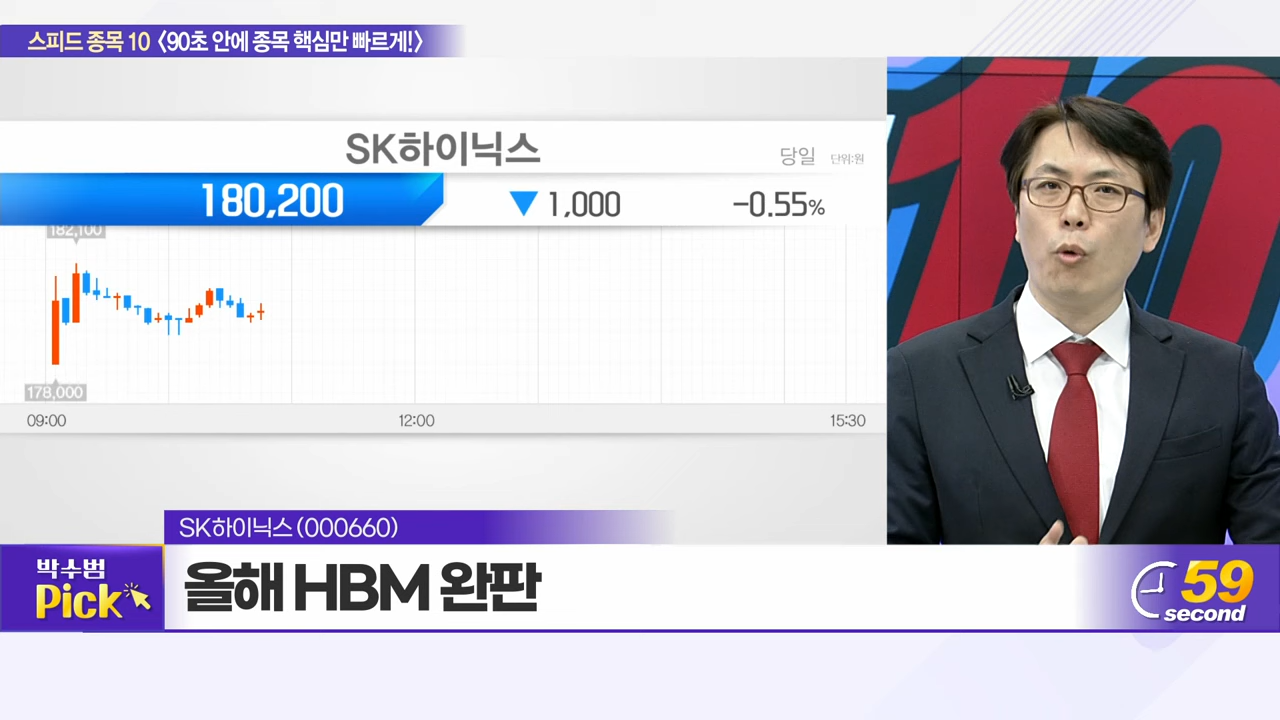 스피드 종목 10 〈90초 안에 종목 핵심만 빠르게!〉
SK하이닉스
당일 단위:원
180,200 ▼ 1,000 -0.55%
182,100
178,000
09:00 12:00 15:30
SK하이닉스 (000660)
박수범
Pick
올해 HBM 완판
59
second
10